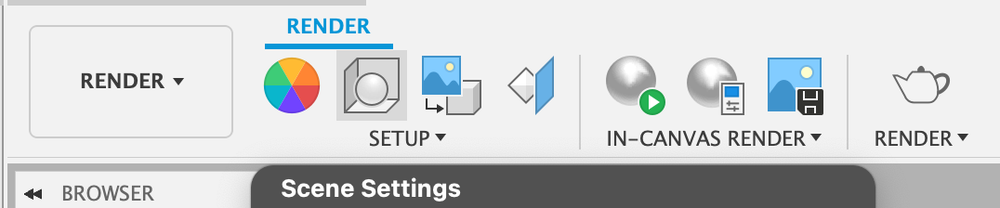 RENDER
RENDER
SETUP
IN-CANVAS RENDER
RENDER
BROWSER
Scene Settings